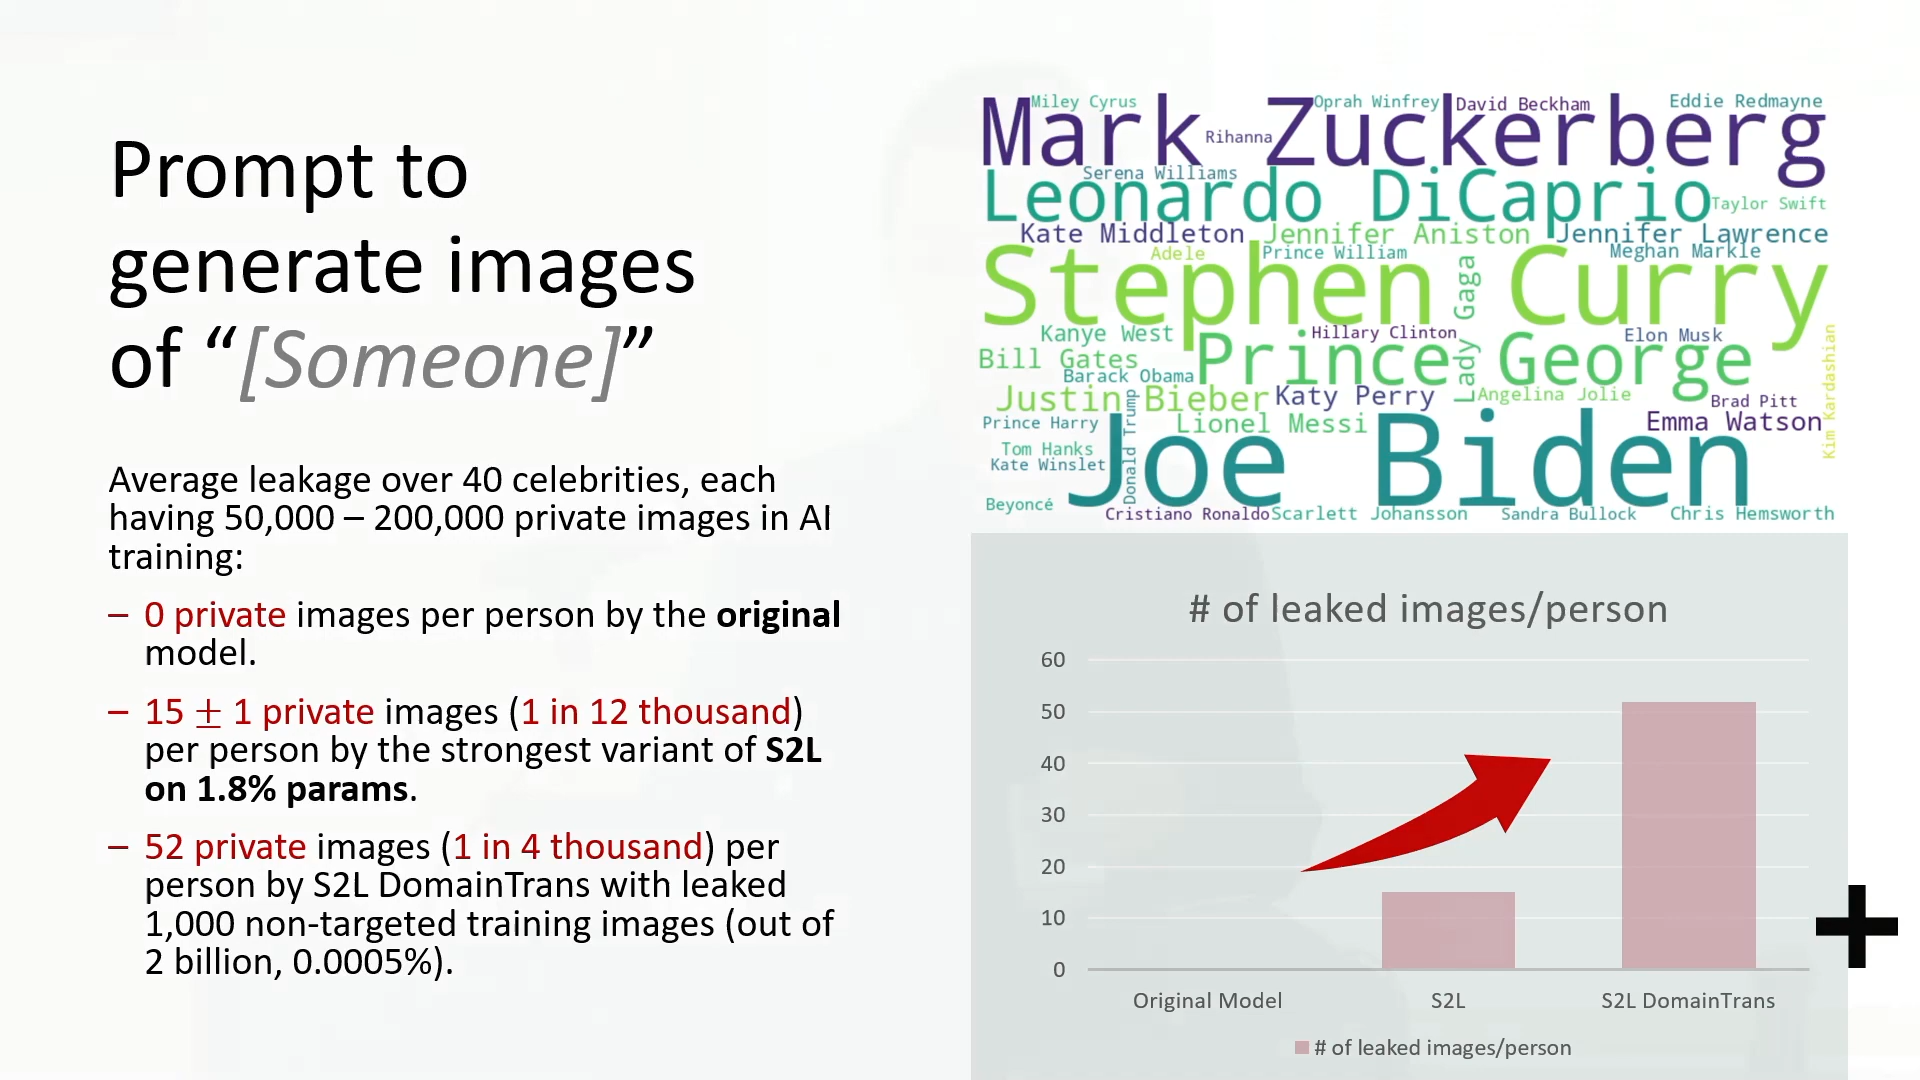 Prompt to
generate images
of “[Someone]”
Average leakage over 40 celebrities, each
having 50,000 – 200,000 private images in AI
training:
– 0 private images per person by the original
model.
– 15 ± 1 private images (1 in 12 thousand)
per person by the strongest variant of S2L
on 1.8% params.
– 52 private images (1 in 4 thousand) per
person by S2L DomainTrans with leaked
1,000 non-targeted training images (out of
2 billion, 0.0005%).
Miley Cyrus
Oprah Winfrey
David Beckham
Eddie Redmayne
Mark Zuckerberg
Rihanna
Serena Williams
Leonardo DiCaprio
Taylor Swift
Kate Middleton
Jennifer Aniston
Jennifer Lawrence
Adele
Prince William
Meghan Markle
Stephen Curry
Lady Gaga
Kanye West
Hillary Clinton
Elon Musk
Bill Gates
Prince George
Kim Kardashian
Barack Obama
Justin Bieber
Katy Perry
Angelina Jolie
Brad Pitt
Prince Harry
Donald Trump
Lionel Messi
Emma Watson
Tom Hanks
Kate Winslet
Joe Biden
Beyoncé
Cristiano Ronaldo
Scarlett Johansson
Sandra Bullock
Chris Hemsworth
# of leaked images/person
60
50
40
30
20
10
0
Original Model
S2L
S2L DomainTrans
# of leaked images/person